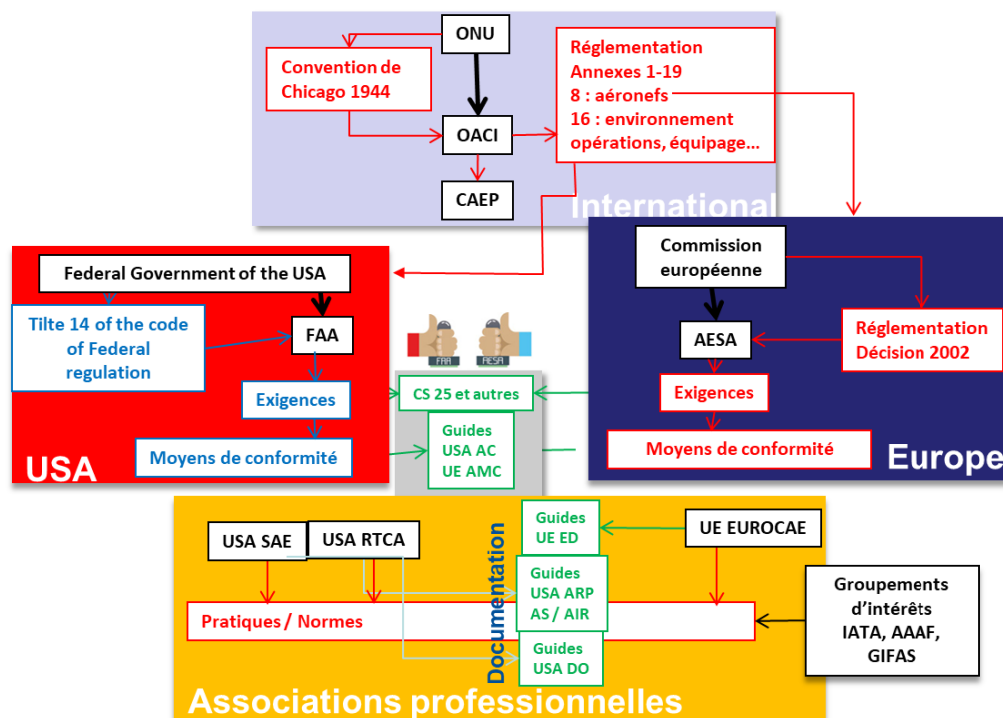 ONU
Convention de
Chicago 1944
OACI
CAEP
Réglementation
Annexes 1-19
8 : aéronefs
16 : environnement
opérations, équipage...
International
Federal Government of the USA
Tilte 14 of the code
of Federal
regulation
FAA
Exigences
Moyens de conformité
USA
FAA
AESA
CS 25 et autres
Guides
USA AC
UE AMC
Commission
européenne
AESA
Réglementation
Décision 2002
Exigences
Moyens de conformité
Europe
USA SAE
USA RTCA
UE EUROCAE
Pratiques / Normes
Documentation
Guides
UE ED
Guides
USA ARP
AS / AIR
Guides
USA DO
Groupements
d'intérêts
IATA, AAAF,
GIFAS
Associations professionnelles